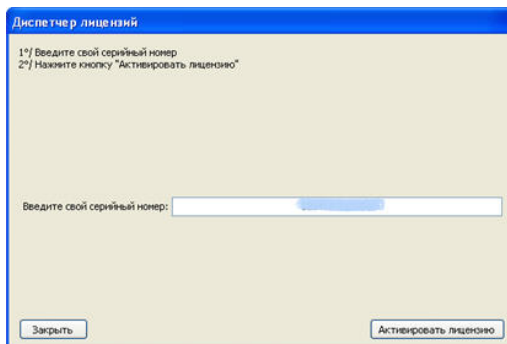 Диспетчер лицензий
1°/ Введите свой серийный номер
2°/ Нажмите кнопку "Активировать лицензию"
Введите свой серийный номер:
Закрыть
Активировать лицензию